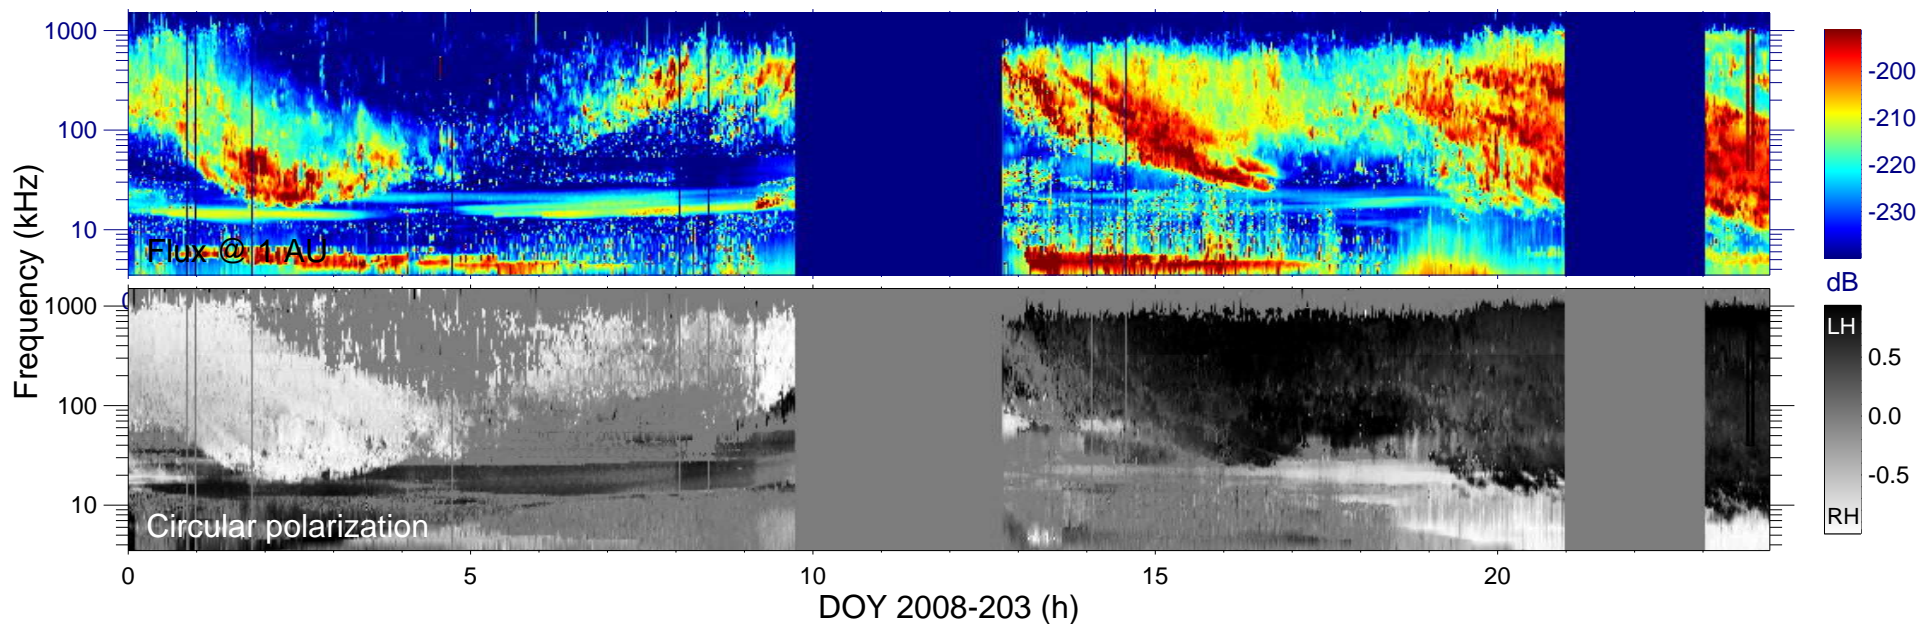 1000
100
10
Flux @ 1 AU
-200
-210
-220
-230
dB
Frequency (kHz)
0
1000
100
10
Circular polarization
LH
0.5
0.0
-0.5
RH
0
5
10
15
20
DOY 2008-203 (h)